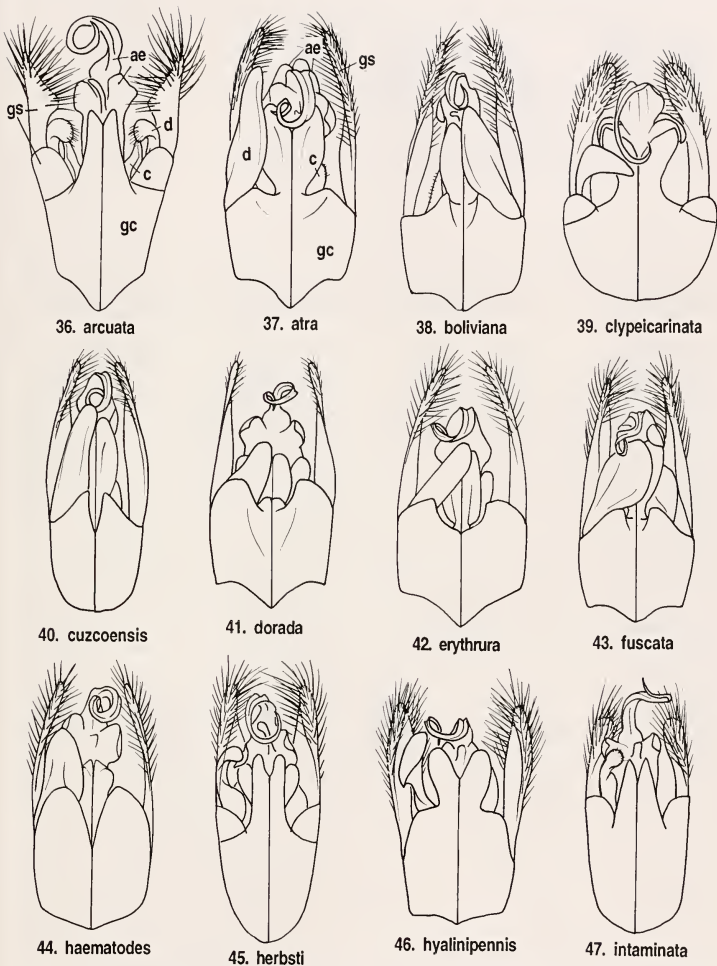 gs
ae
d
c
gc
36. arcuata
ae
gs
d
c
gc
37. atra
38. boliviana
39. clypeicarinata
40. cuzcoensis
41. dorada
42. erythrura
43. fuscata
44. haematodes
45. herbsti
46. hyalinipennis
47. intaminata